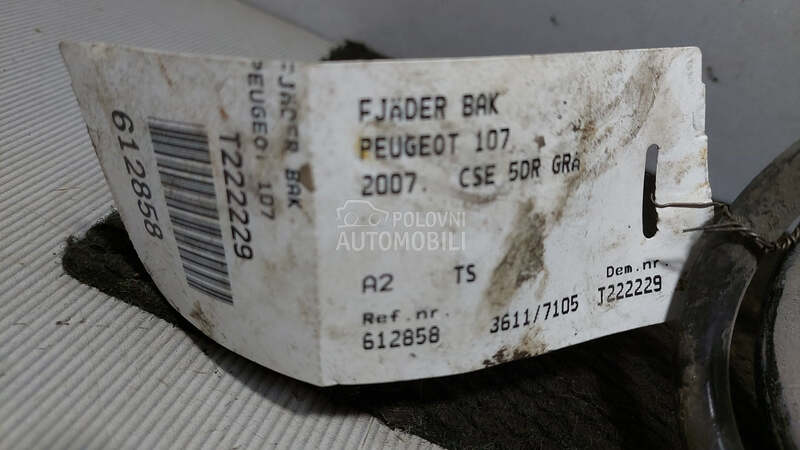 FJÄDER BAK
PEUGEOT 107
2007. CSE 5DR GRÅ
A2 TS
Dem.nr.
Ref.nr. 3611/7105 T222229
612858
FJÄDER BAK
PEUGEOT 107
T222229
612858
POLOVNI
AUTOMOBILI